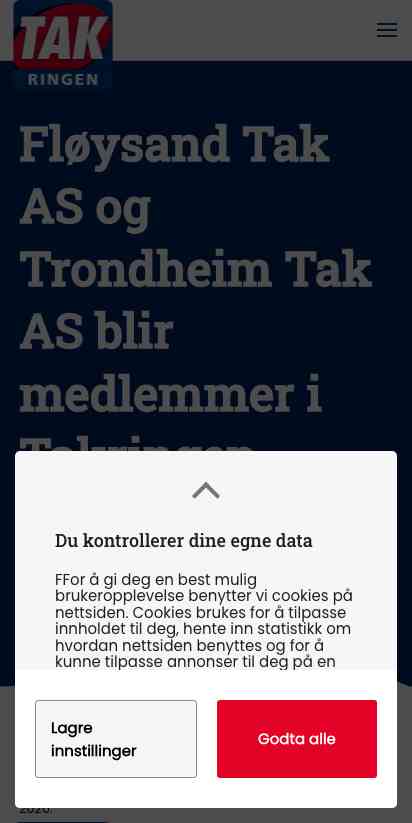 TAK
RINGEN
Fløysand Tak
AS og
Trondheim Tak
AS blir
medlemmer i
Takringen
Du kontrollerer dine egne data
FFor å gi deg en best mulig
brukeropplevelse benytter vi cookies på
nettsiden. Cookies brukes for å tilpasse
innholdet til deg, hente inn statistikk om
hvordan nettsiden benyttes og for å
kunne tilpasse annonser til deg på en
Lagre
innstillinger
Godta alle
2020.